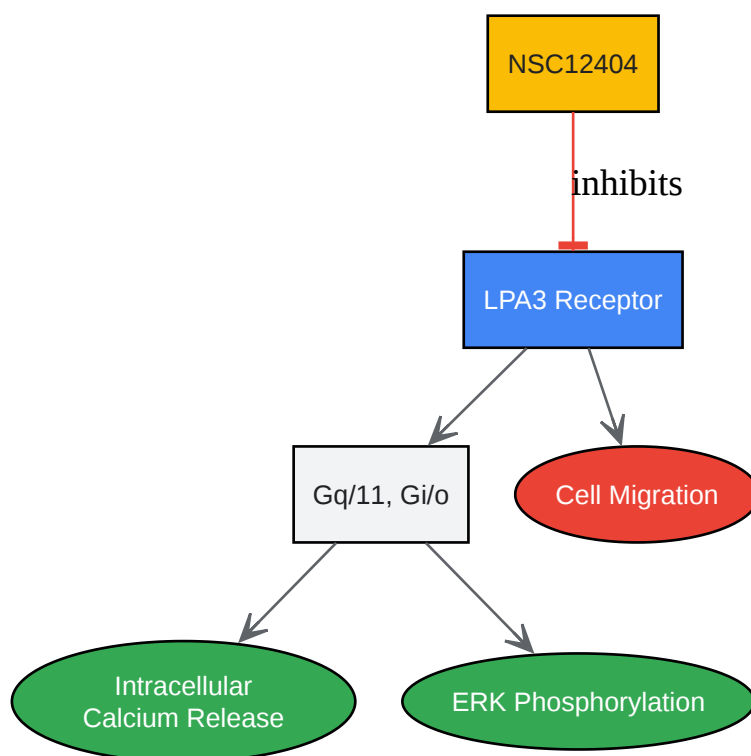 NSC12404
inhibits
LPA3 Receptor
Gq/11, Gi/o
Cell Migration
Intracellular
Calcium Release
ERK Phosphorylation